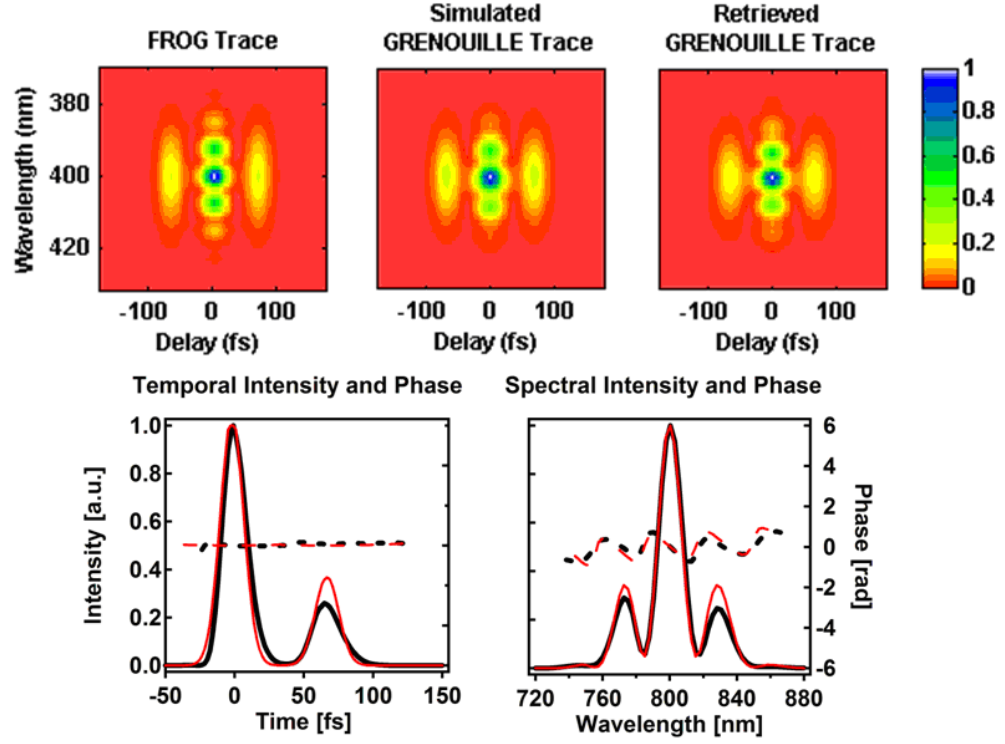 FROG Trace
Simulated
GRENOUILLE Trace
Retrieved
GRENOUILLE Trace
Wavelength (nm)
380
400
420
-100 0 100
Delay (fs)
-100 0 100
Delay (fs)
-100 0 100
Delay (fs)
1
0.8
0.6
0.4
0.2
0
Temporal Intensity and Phase
Intensity [a.u.]
1.0
0.8
0.6
0.4
0.2
0.0
-50 0 50 100 150
Time [fs]
Spectral Intensity and Phase
6
4
2
0
-2
-4
-6
Phase [rad]
720 760 800 840 880
Wavelength [nm]